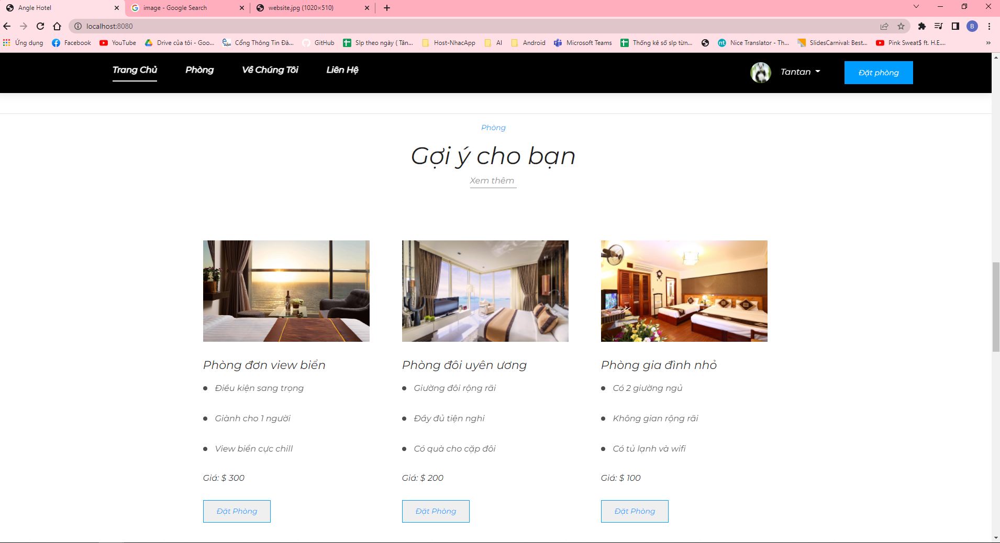 Angle Hotel
image - Google Search
website.jpg (1020×510)
localhost:8080
B
Ứng dụng
Facebook
YouTube
Drive của tôi - Goo...
Cổng Thông Tin Đà...
GitHub
Slp theo ngày ( Tân...
Host-NhacApp
AI
Android
Microsoft Teams
Thống kê số slp từn...
nt Nice Translator - Th...
SlidesCarnival: Best...
Pink Sweat$ ft. H.E....
»
Trang Chủ
Phòng
Về Chúng Tôi
Liên Hệ
Tantan
Đặt phòng
Phòng
Gợi ý cho bạn
Xem thêm
Phòng đơn view biển
Điều kiện sang trọng
Giành cho 1 người
View biển cực chill
Giá: $ 300
Đặt Phòng
Phòng đôi uyên ương
Giường đôi rộng rãi
Đầy đủ tiện nghi
Có quà cho cặp đôi
Giá: $ 200
Đặt Phòng
Phòng gia đình nhỏ
Có 2 giường ngủ
Không gian rộng rãi
Có tủ lạnh và wifi
Giá: $ 100
Đặt Phòng